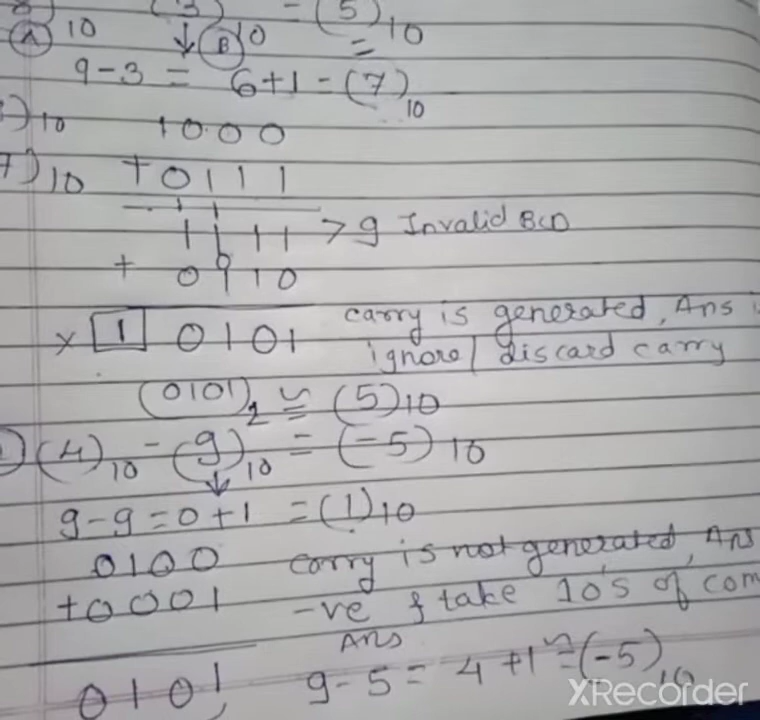 (3) = (5)10
(A) 10 (B) 10 =
9-3 = 6+1 = (7)10
)10 1000
7)10 +0111
1 1
1111 > 9 Invalid BCD
+ 0110
x 1 0101 carry is generated, Ans
ignore/discard carry
(0101)2 ≌ (5)10
(4)10 - (9)10 = (-5)10
9-9=0+1 = (1)10
0100 carry is not generated, Ans
+0001 -ve & take 10's of com
Ans
0101 9-5 = 4+1 ≌ (-5)10
XRecorder